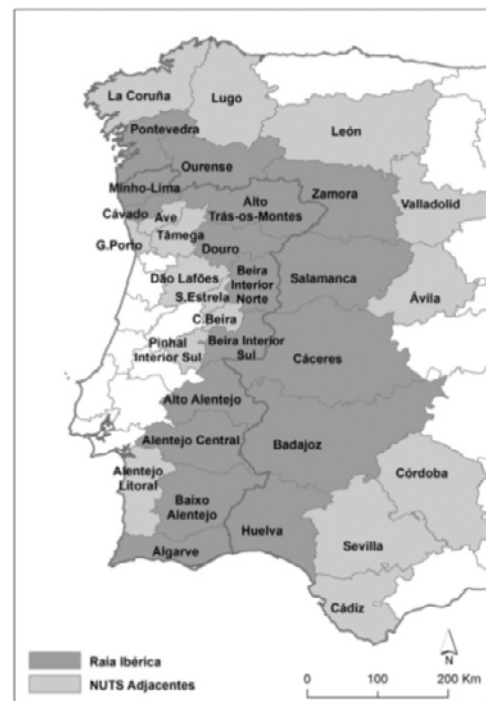 La Coruña
Lugo
León
Pontevedra
Ourense
Minho-Lima
Zamora
Alto
Trás-os-Montes
Valladolid
Cávado
Ave
Tâmega
G.Porto
Douro
Dão Lafões
S.Estrela
Beira
Interior
Norte
Salamanca
Ávila
C.Beira
Pinhal
Interior Sul
Beira Interior
Sul
Cáceres
Alto Alentejo
Alentejo Central
Badajoz
Alentejo
Litoral
Córdoba
Baixo
Alentejo
Huelva
Sevilla
Algarve
Cádiz
Raia Ibérica
NUTS Adjacentes
N
0 100 200 Km